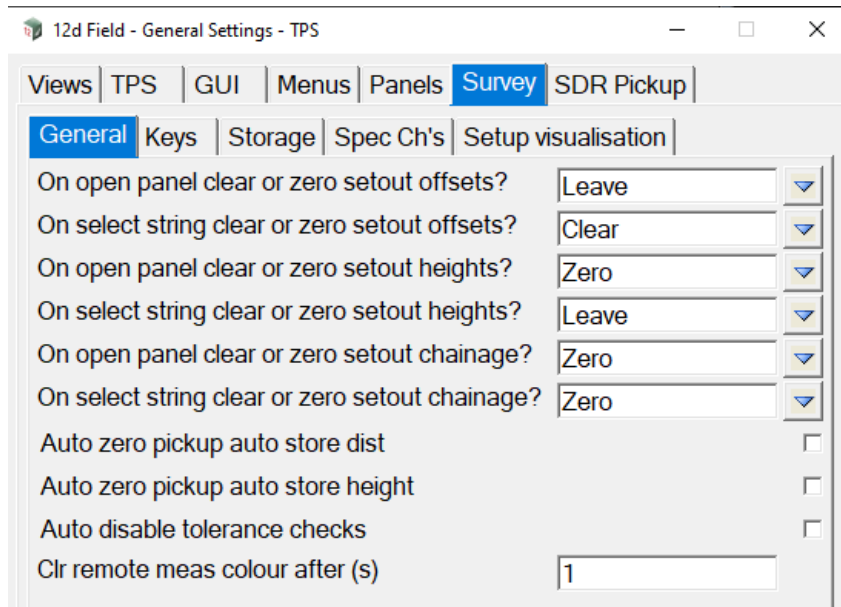 12d Field - General Settings - TPS
Views TPS GUI Menus Panels Survey SDR Pickup
General Keys Storage Spec Ch's Setup visualisation
On open panel clear or zero setout offsets? Leave
On select string clear or zero setout offsets? Clear
On open panel clear or zero setout heights? Zero
On select string clear or zero setout heights? Leave
On open panel clear or zero setout chainage? Zero
On select string clear or zero setout chainage? Zero
Auto zero pickup auto store dist
Auto zero pickup auto store height
Auto disable tolerance checks
Clr remote meas colour after (s) 1